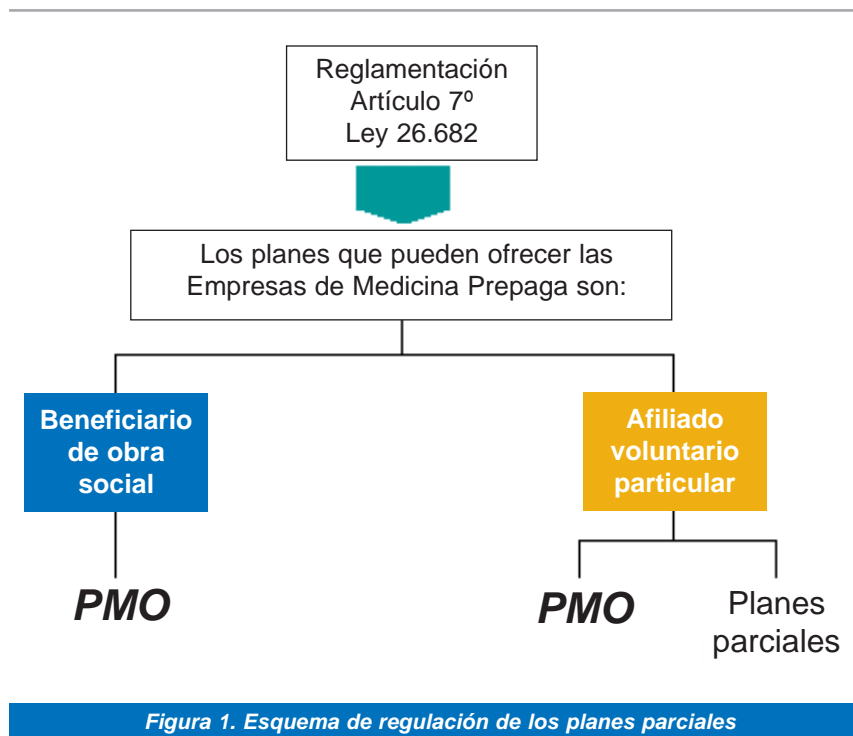 Reglamentación
Artículo 7º
Ley 26.682
Los planes que pueden ofrecer las
Empresas de Medicina Prepaga son:
Beneficiario
de obra
social
Afiliado
voluntario
particular
PMO
PMO
Planes
parciales
Figura 1. Esquema de regulación de los planes parciales